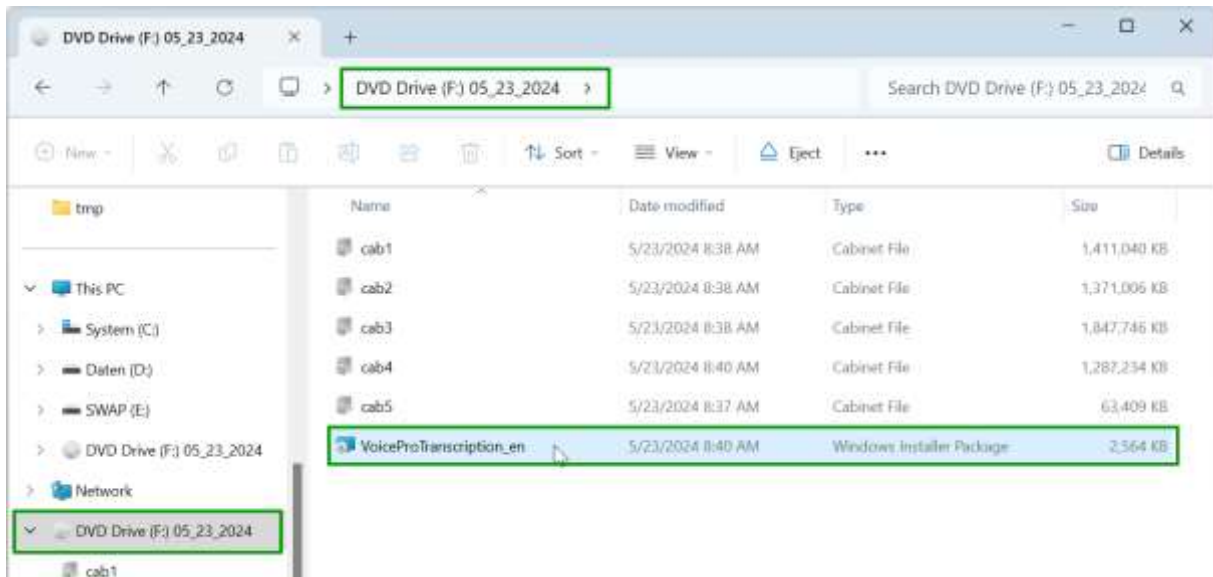 DVD Drive (F:) 05_23_2024
DVD Drive (F:) 05_23_2024
Search DVD Drive (F:) 05_23_2024
New
Sort
View
Eject
Details
tmp
This PC
System (C:)
Daten (D:)
SWAP (E:)
DVD Drive (F:) 05_23_2024
Network
DVD Drive (F:) 05_23_2024
cab1
Name Date modified Type Size
cab1 5/23/2024 8:38 AM Cabinet File 1,411,040 KB
cab2 5/23/2024 8:38 AM Cabinet File 1,371,006 KB
cab3 5/23/2024 8:38 AM Cabinet File 1,847,746 KB
cab4 5/23/2024 8:40 AM Cabinet File 1,287,234 KB
cab5 5/23/2024 8:37 AM Cabinet File 63,409 KB
VoiceProTranscription_en 5/23/2024 8:40 AM Windows Installer Package 2,564 KB